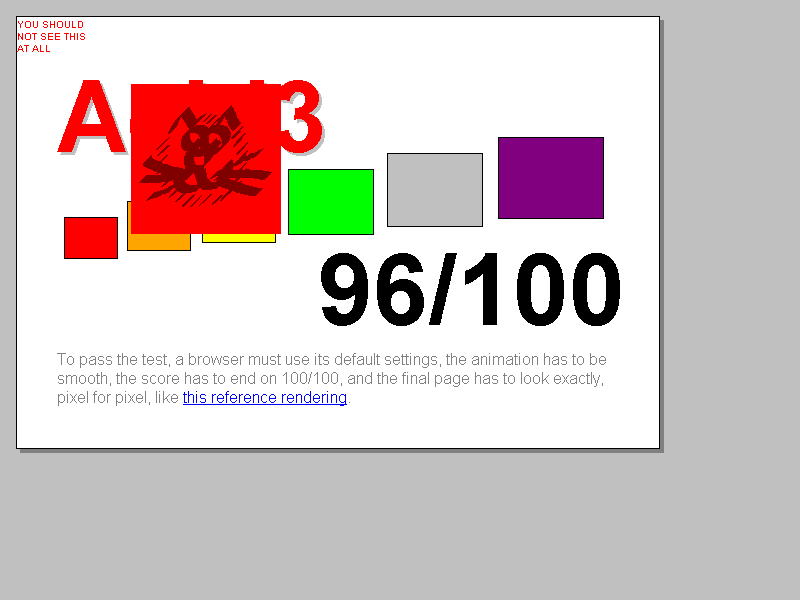 YOU SHOULD
NOT SEE THIS
AT ALL
A 3
96/100
To pass the test, a browser must use its default settings, the animation has to be
smooth, the score has to end on 100/100, and the final page has to look exactly,
pixel for pixel, like this reference rendering.